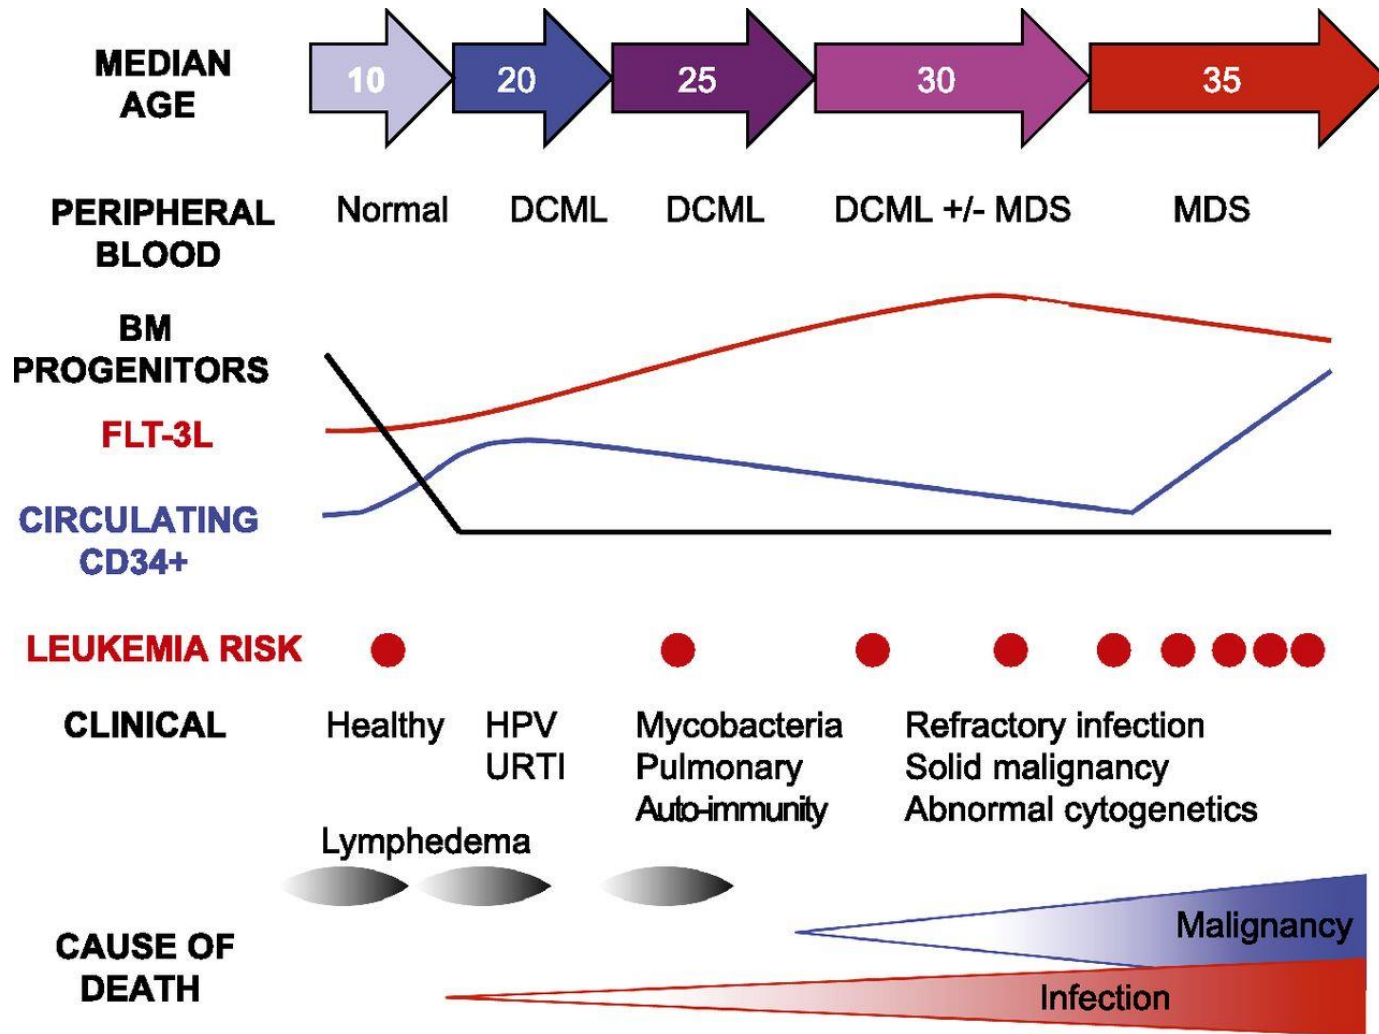 MEDIAN
AGE
10 20 25 30 35
PERIPHERAL
BLOOD
Normal DCML DCML DCML +/- MDS MDS
BM
PROGENITORS
FLT-3L
CIRCULATING
CD34+
LEUKEMIA RISK
CLINICAL
Healthy
HPV
URTI
Mycobacteria
Pulmonary
Auto-immunity
Refractory infection
Solid malignancy
Abnormal cytogenetics
Lymphedema
CAUSE OF
DEATH
Malignancy
Infection